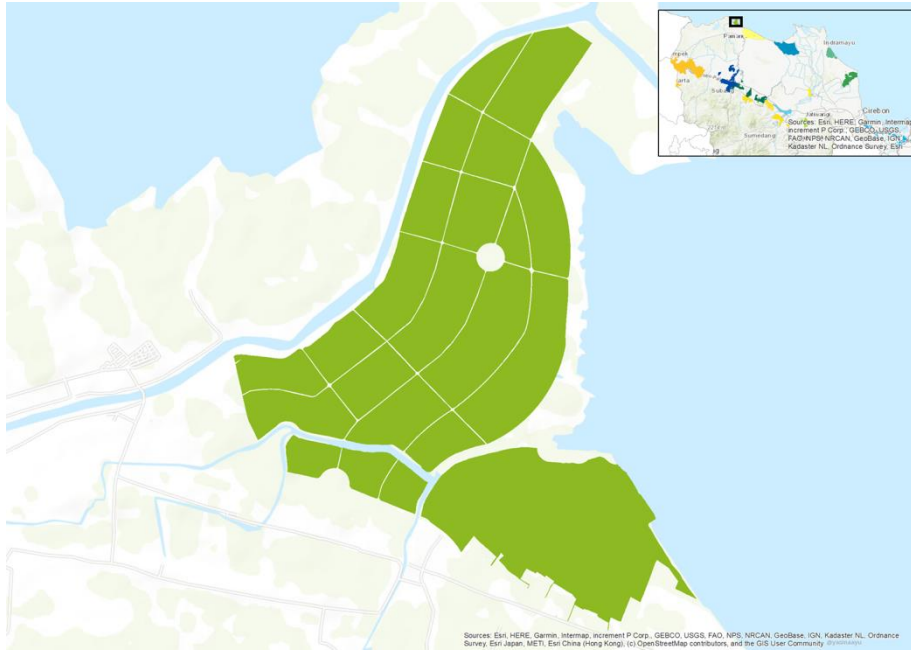 Indramayu
Subang
Cirebon
Sumedang
Sources: Esri, HERE, Garmin, Intermap,
increment P Corp., GEBCO, USGS,
FAO, NPS, NRCAN, GeoBase, IGN,
Kadaster NL, Ordnance Survey, Esri
Sources: Esri, HERE, Garmin, Intermap, increment P Corp., GEBCO, USGS, FAO, NPS, NRCAN, GeoBase, IGN, Kadaster NL, Ordnance
Survey, Esri Japan, METI, Esri China (Hong Kong), (c) OpenStreetMap contributors, and the GIS User Community